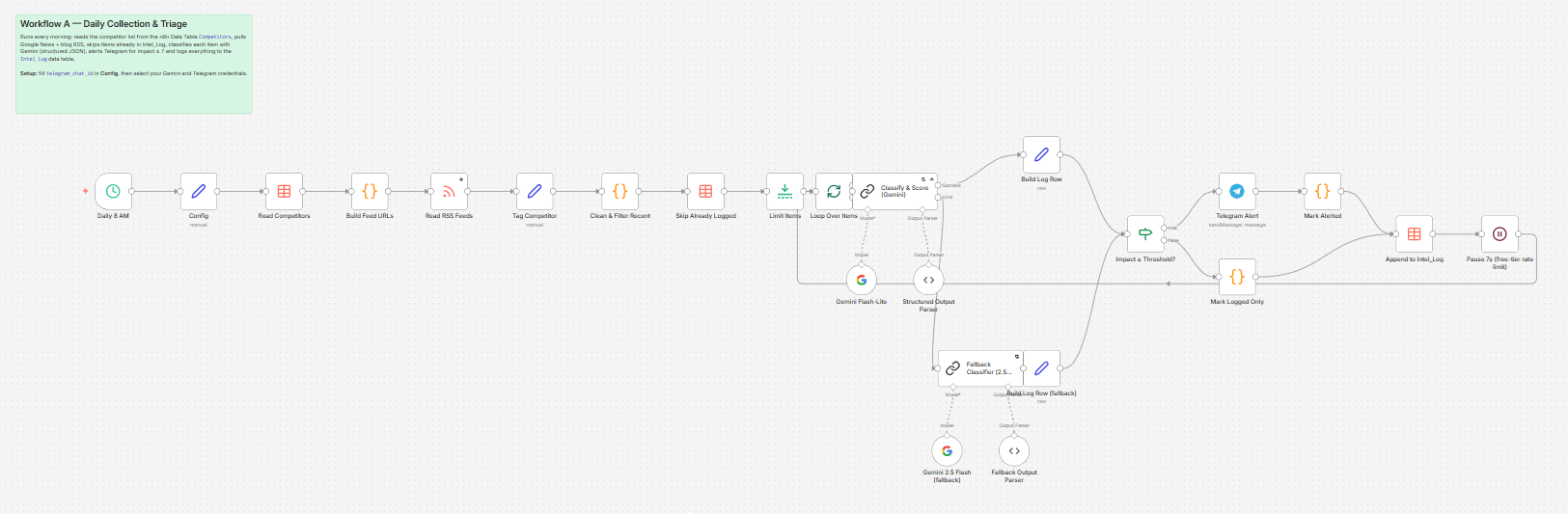 Workflow A — Daily Collection & Triage
Runs every morning: reads the competitor list from the n8n Data Table Competitors, pulls
Google News + blog RSS, skips items already in Intel_Log, classifies each item with
Gemini (structured JSON), alerts Telegram for impact ≥ 7 and logs everything to the
Intel_Log data table.
Setup: fill telegram_chat_id in Config, then select your Gemini and Telegram credentials.
Build Log Row
new
Daily 8 AM
Config
manual
Read Competitors
Build Feed URLs
Read RSS Feeds
Tag Competitor
manual
Clean & Filter Recent
Skip Already Logged
Limit Items
Loop Over Items
Classify & Score
(Gemini)
Success
Error
Model*
Output Parser
Telegram Alert
sendMessage: message
Mark Alerted
Impact ≥ Threshold?
true
false
Append to Intel_Log
Pause 7s (free-tier rate
limit)
Model
Output Parser
Gemini Flash-Lite
Structured Output
Parser
Mark Logged Only
Fallback
Classifier (2.5...
Model*
Build Log Row (fallback)
new
Model
Output Parser
Gemini 2.5 Flash
(fallback)
Fallback Output
Parser